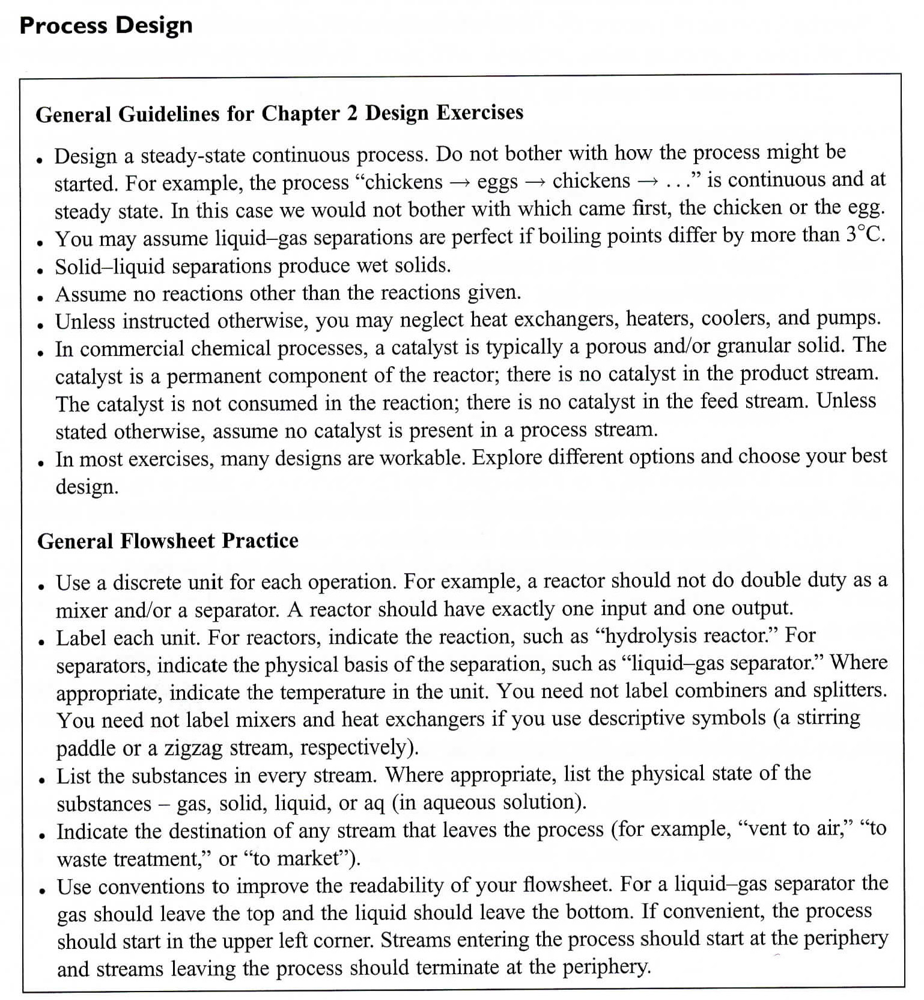 Process Design
General Guidelines for Chapter 2 Design Exercises
• Design a steady-state continuous process. Do not bother with how the process might be
started. For example, the process “chickens → eggs → chickens → . . .” is continuous and at
steady state. In this case we would not bother with which came first, the chicken or the egg.
• You may assume liquid–gas separations are perfect if boiling points differ by more than 3°C.
• Solid–liquid separations produce wet solids.
• Assume no reactions other than the reactions given.
• Unless instructed otherwise, you may neglect heat exchangers, heaters, coolers, and pumps.
• In commercial chemical processes, a catalyst is typically a porous and/or granular solid. The
catalyst is a permanent component of the reactor; there is no catalyst in the product stream.
The catalyst is not consumed in the reaction; there is no catalyst in the feed stream. Unless
stated otherwise, assume no catalyst is present in a process stream.
• In most exercises, many designs are workable. Explore different options and choose your best
design.
General Flowsheet Practice
• Use a discrete unit for each operation. For example, a reactor should not do double duty as a
mixer and/or a separator. A reactor should have exactly one input and one output.
• Label each unit. For reactors, indicate the reaction, such as “hydrolysis reactor.” For
separators, indicate the physical basis of the separation, such as “liquid–gas separator.” Where
appropriate, indicate the temperature in the unit. You need not label combiners and splitters.
You need not label mixers and heat exchangers if you use descriptive symbols (a stirring
paddle or a zigzag stream, respectively).
• List the substances in every stream. Where appropriate, list the physical state of the
substances – gas, solid, liquid, or aq (in aqueous solution).
• Indicate the destination of any stream that leaves the process (for example, “vent to air,” “to
waste treatment,” or “to market”).
• Use conventions to improve the readability of your flowsheet. For a liquid–gas separator the
gas should leave the top and the liquid should leave the bottom. If convenient, the process
should start in the upper left corner. Streams entering the process should start at the periphery
and streams leaving the process should terminate at the periphery.